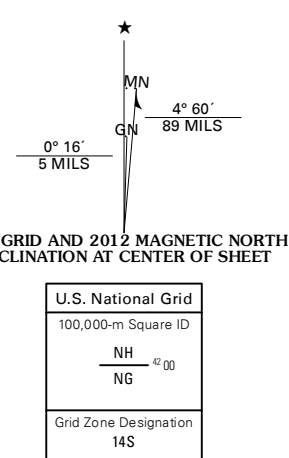 ★
MN
4° 60´
GN
89 MILS
0° 16´
5 MILS
GRID AND 2012 MAGNETIC NORTH
CLINATION AT CENTER OF SHEET
U.S. National Grid
100,000-m Square ID
NH
42 00
NG
Grid Zone Designation
14S